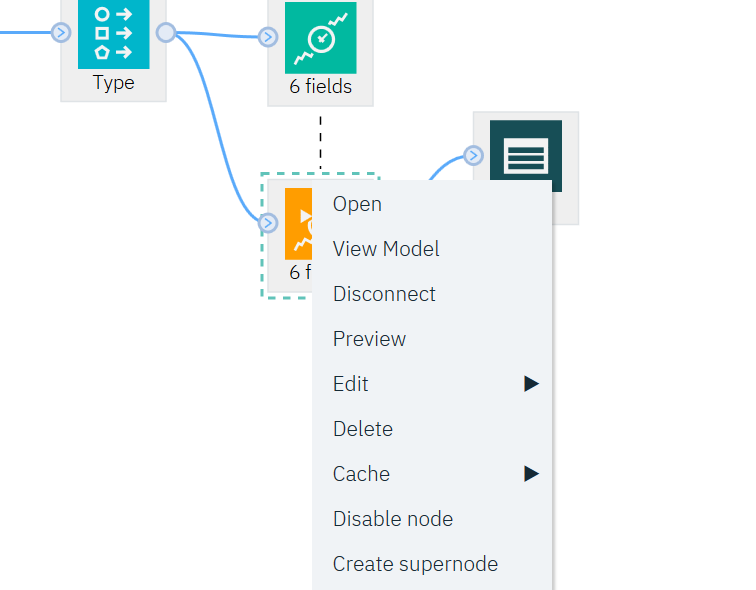 Type
6 fields
6 f
Open
View Model
Disconnect
Preview
Edit
Delete
Cache
Disable node
Create supernode